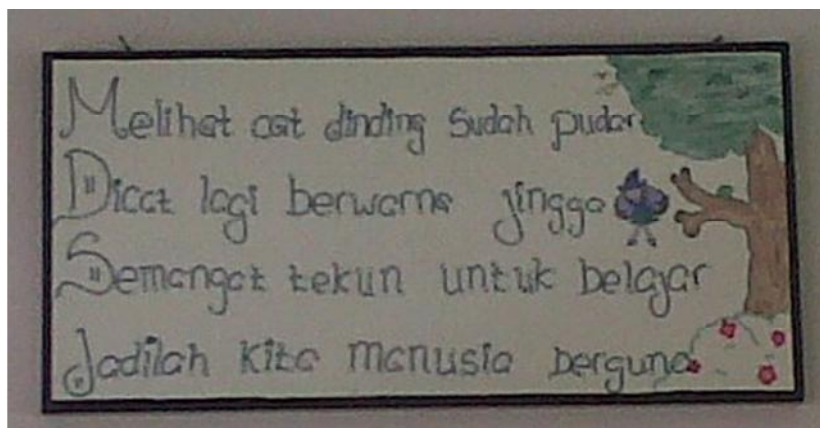 Melihat cat dinding sudah pudar
Dicat lagi berwarna jingga
Semangat tekun untuk belajar
Jadilah kita manusia berguna